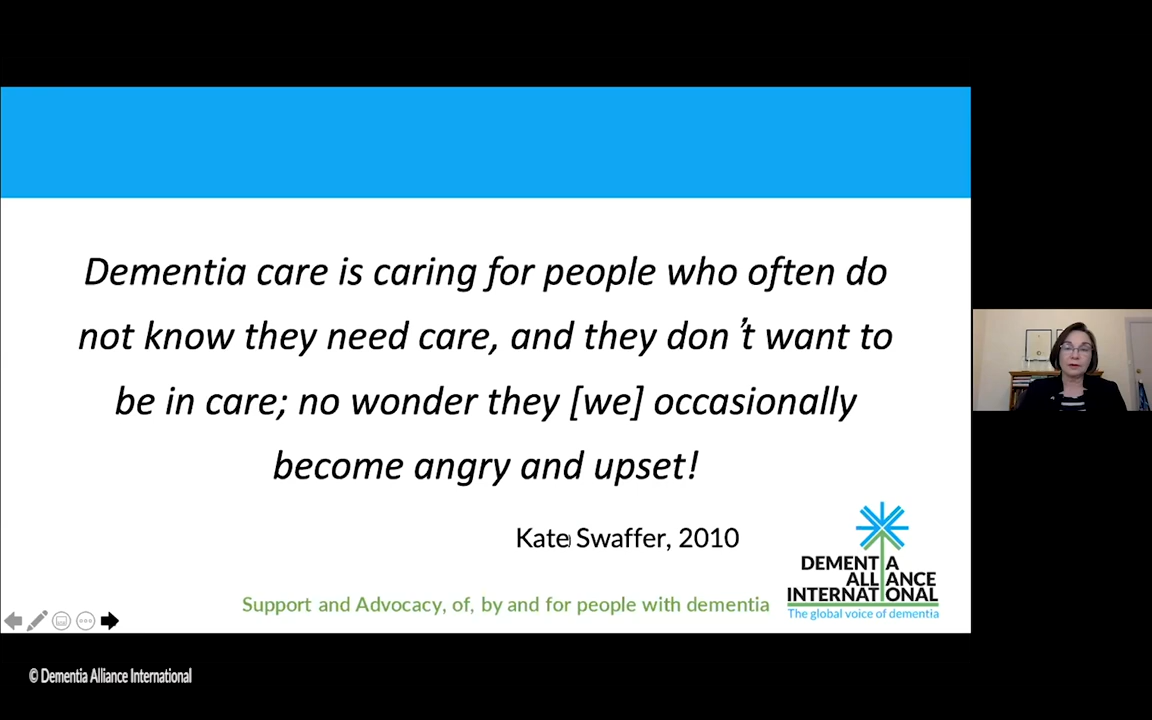 Dementia care is caring for people who often do
not know they need care, and they don't want to
be in care; no wonder they [we] occasionally
become angry and upset!
Kate Swaffer, 2010
DEMENTIA
ALLIANCE
INTERNATIONAL
The global voice of dementia
Support and Advocacy, of, by and for people with dementia
© Dementia Alliance International